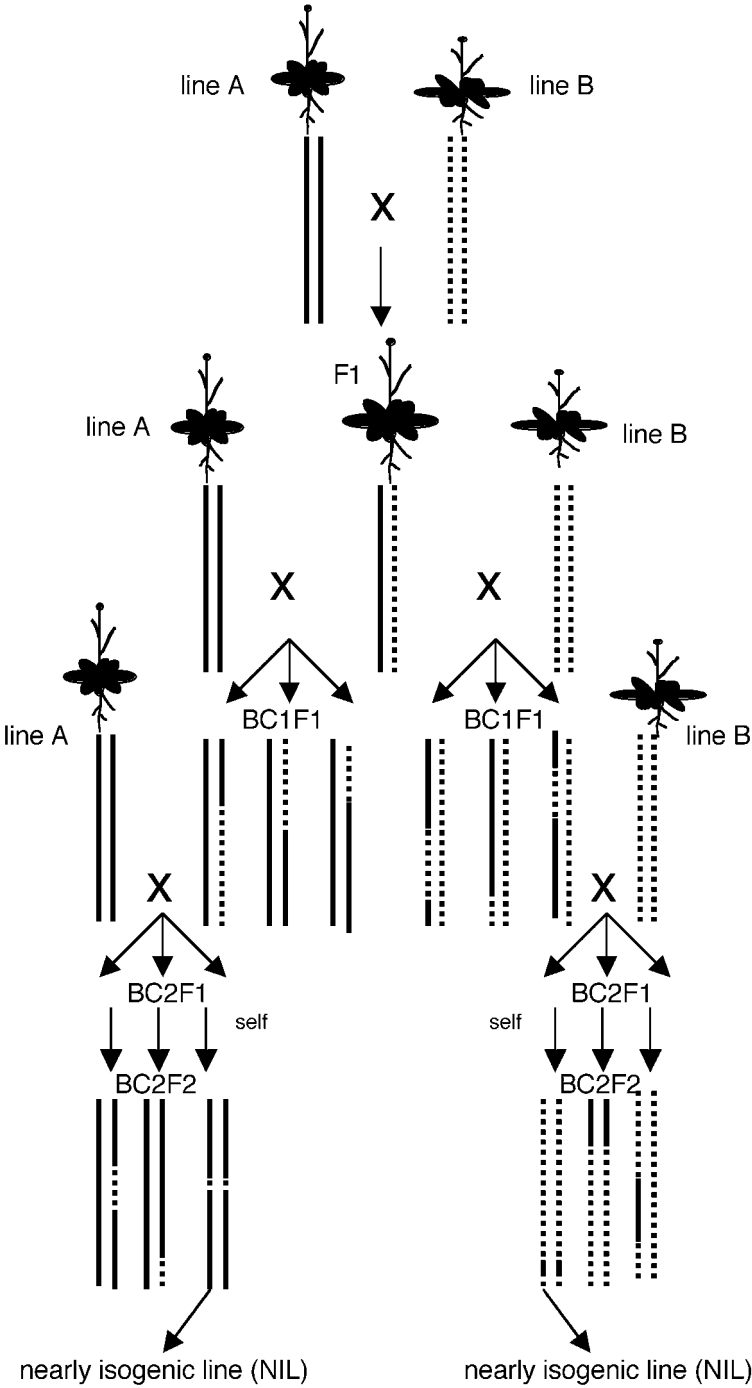 line A
line B
X
F1
line A
line B
X
X
BC1F1
BC1F1
line A
line B
X
X
BC2F1
BC2F1
self
self
BC2F2
BC2F2
nearly isogenic line (NIL)
nearly isogenic line (NIL)